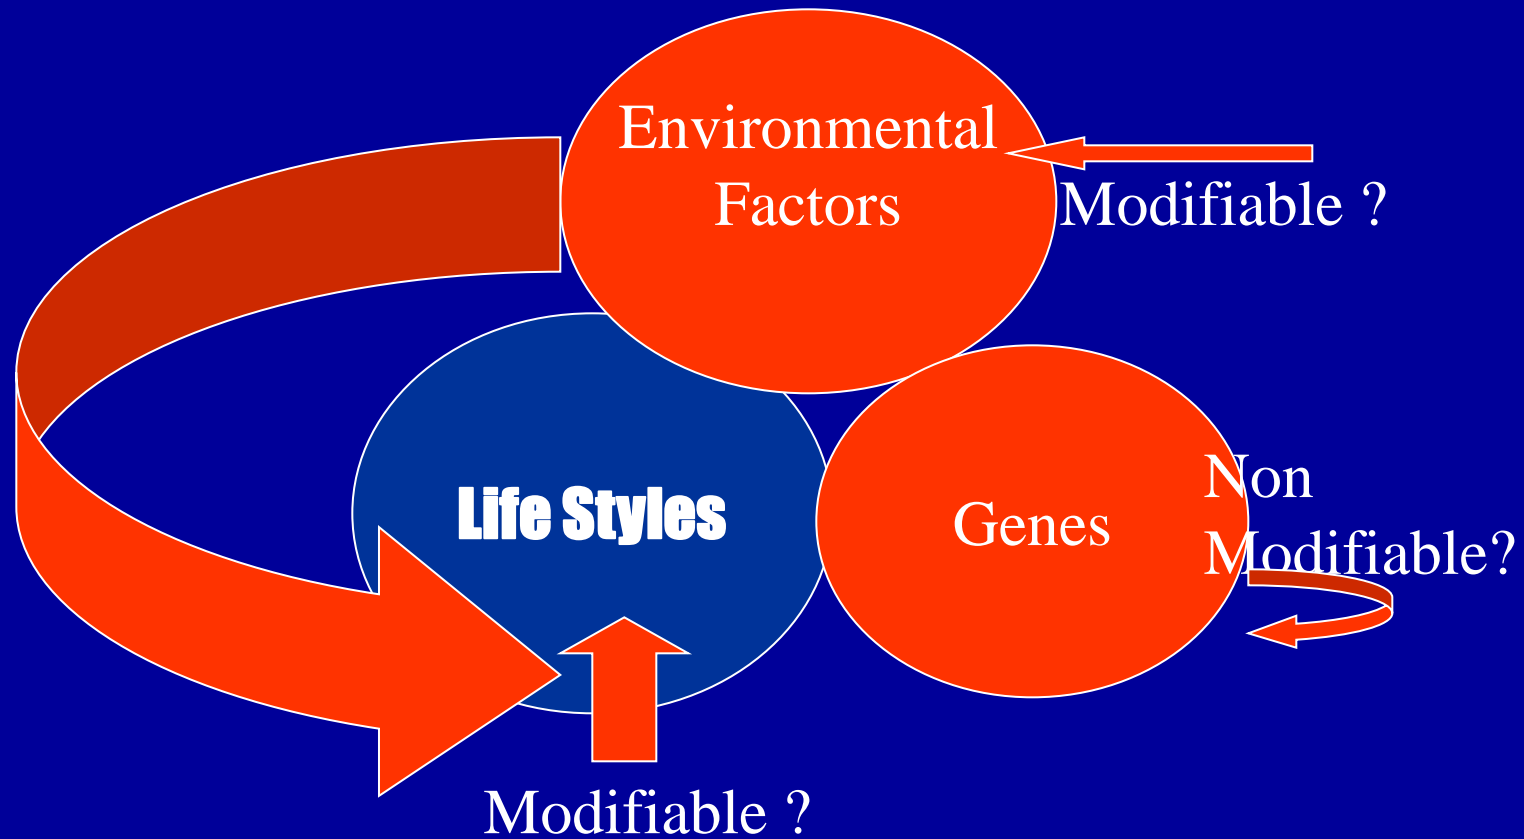 Environmental
Factors
Modifiable ?
Life Styles
Genes
Non
Modifiable?
Modifiable ?